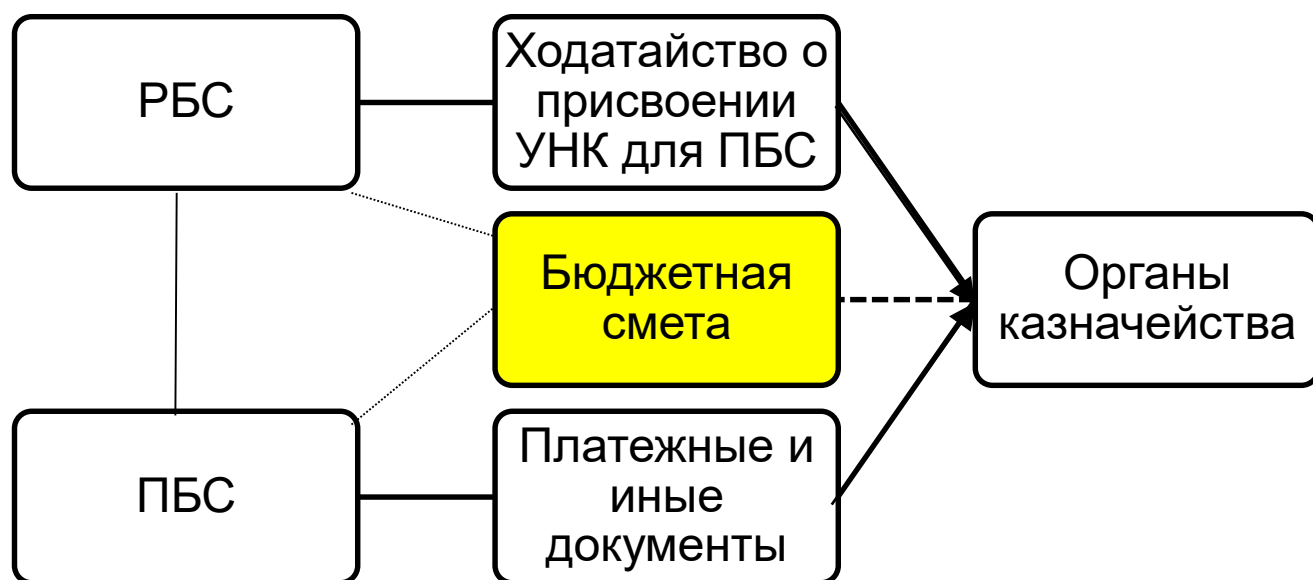 РБС
Ходатайство о
присвоении
УНК для ПБС
Бюджетная
смета
Органы
казначейства
ПБС
Платежные и
иные
документы